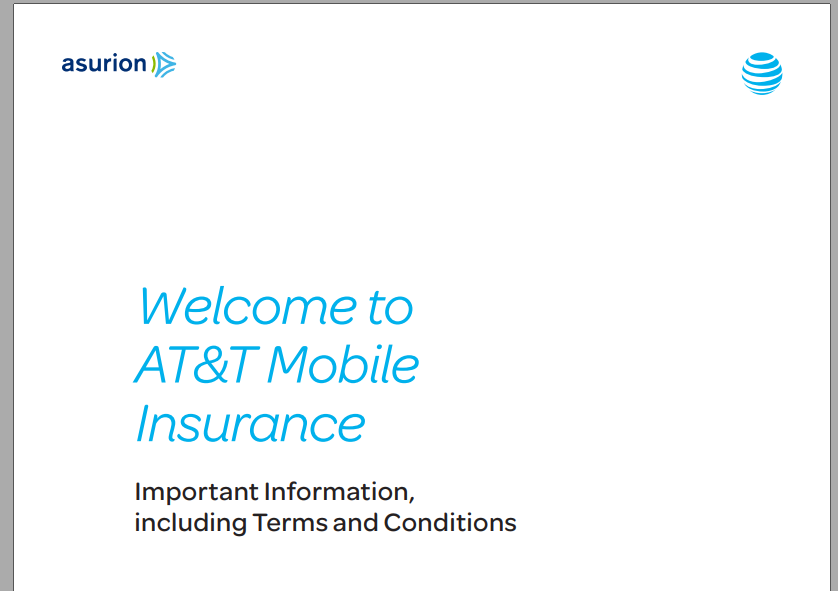 asurion
Welcome to
AT&T Mobile
Insurance
Important Information,
including Terms and Conditions